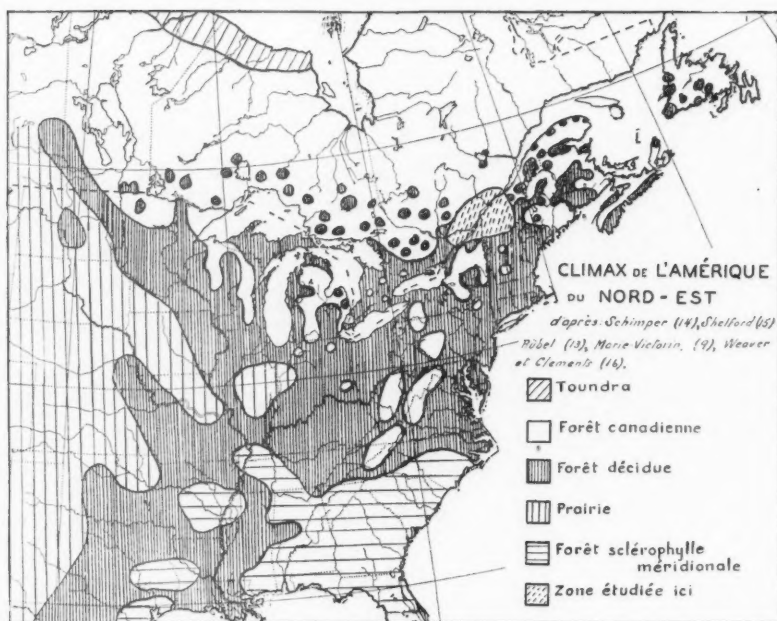 CLIMAX DE L'AMÉRIQUE
DU NORD-EST
d'après: Schimper (14), Shelford (15)
Rübel (13), Marie-Victorin, (9), Weaver
et Clements (16).
Toundra
Forêt canadienne
Forêt décidue
Prairie
Forêt sclérophylle
méridionale
Zone étudiée ici